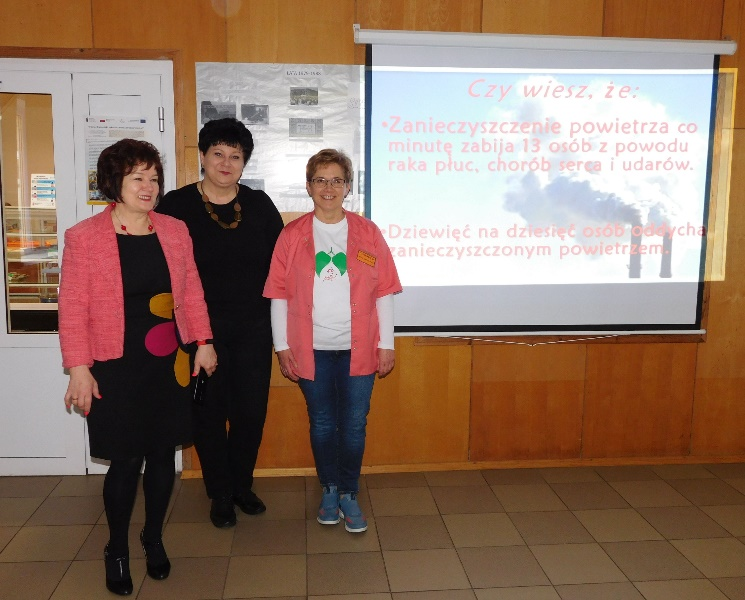 Czy wiesz, że:
•Zanieczyszczenie powietrza co
minutę zabija 13 osób z powodu
raka płuc, chorób serca i udarów.
•Dziewięć na dziesięć osób oddycha
zanieczyszczonym powietrzem.